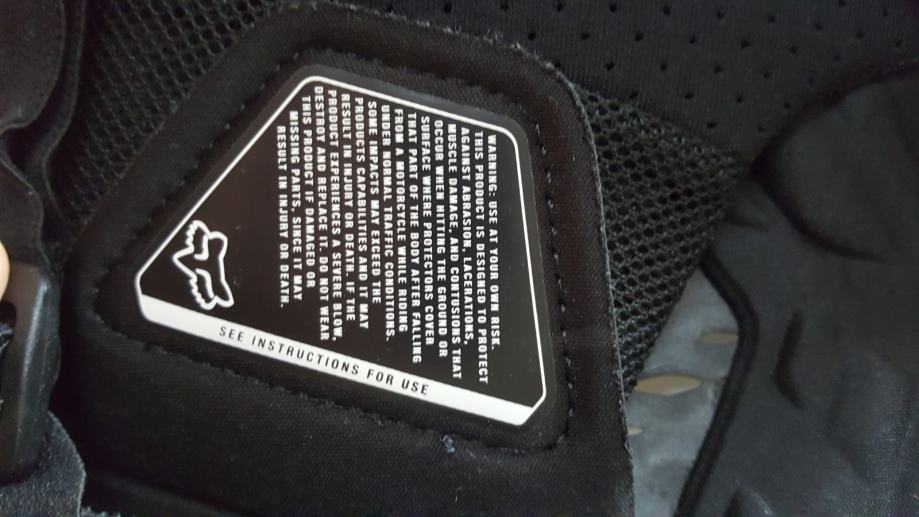 WARNING: USE AT YOUR OWN RISK.
THIS PRODUCT IS DESIGNED TO PROTECT
AGAINST ABRASION, LACERATIONS,
MUSCLE DAMAGE, AND CONTUSIONS THAT
OCCUR WHEN HITTING THE GROUND OR
SURFACE WHERE PROTECTORS COVER
THAT PART OF THE BODY AFTER FALLING
FROM A MOTORCYCLE WHILE RIDING
UNDER NORMAL TRAFFIC CONDITIONS.
SOME IMPACTS MAY EXCEED THE
PRODUCTS CAPABILITIES AND IT MAY
RESULT IN INJURY, OR DEATH. IF THE
PRODUCT EXPERIENCES A SEVERE BLOW,
DESTROY AND REPLACE IT. DO NOT WEAR
THIS PRODUCT IF DAMAGED OR
MISSING PARTS, SINCE IT MAY
RESULT IN INJURY OR DEATH.
SEE INSTRUCTIONS FOR USE